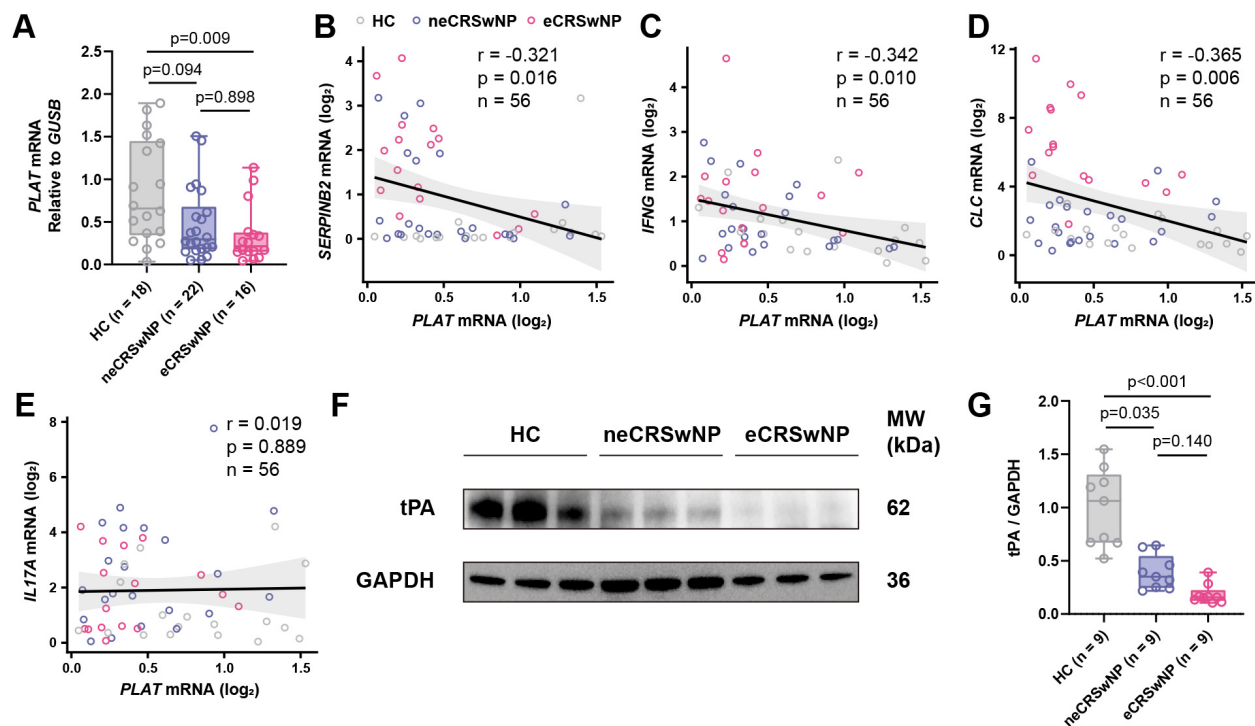 A
PLAT mRNA
Relative to GUSB
2.5
2.0
1.5
1.0
0.5
0.0
p=0.009
p=0.094
p=0.898
HC (n = 18)
neCRSwNP (n = 22)
eCRSwNP (n = 16)
HC neCRSwNP eCRSwNP
B
SERPINB2 mRNA (log₂)
4
3
2
1
0
r = -0.321
p = 0.016
n = 56
0.0 0.5 1.0 1.5
PLAT mRNA (log₂)
C
IFNG mRNA (log₂)
4
3
2
1
0
r = -0.342
p = 0.010
n = 56
0.0 0.5 1.0 1.5
PLAT mRNA (log₂)
D
CLC mRNA (log₂)
12
8
4
0
r = -0.365
p = 0.006
n = 56
0.0 0.5 1.0 1.5
PLAT mRNA (log₂)
E
IL17A mRNA (log₂)
8
6
4
2
0
r = 0.019
p = 0.889
n = 56
0.0 0.5 1.0 1.5
PLAT mRNA (log₂)
F
HC neCRSwNP eCRSwNP
MW
(kDa)
tPA 62
GAPDH 36
G
tPA / GAPDH
2.0
1.5
1.0
0.5
0.0
p<0.001
p=0.035
p=0.140
HC (n = 9)
neCRSwNP (n = 9)
eCRSwNP (n = 9)